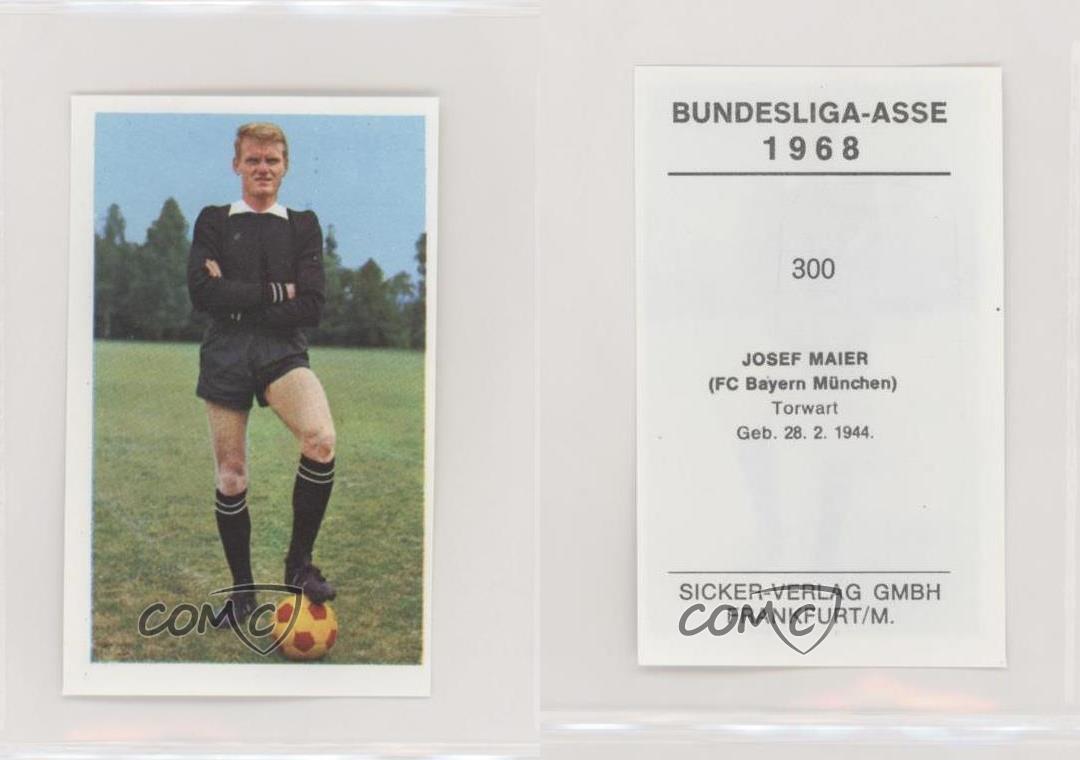 BUNDESLIGA-ASSE
1968
300
JOSEF MAIER
(FC Bayern München)
Torwart
Geb. 28. 2. 1944.
SICKER-VERLAG GMBH
FRANKFURT/M.
COMC
COMC